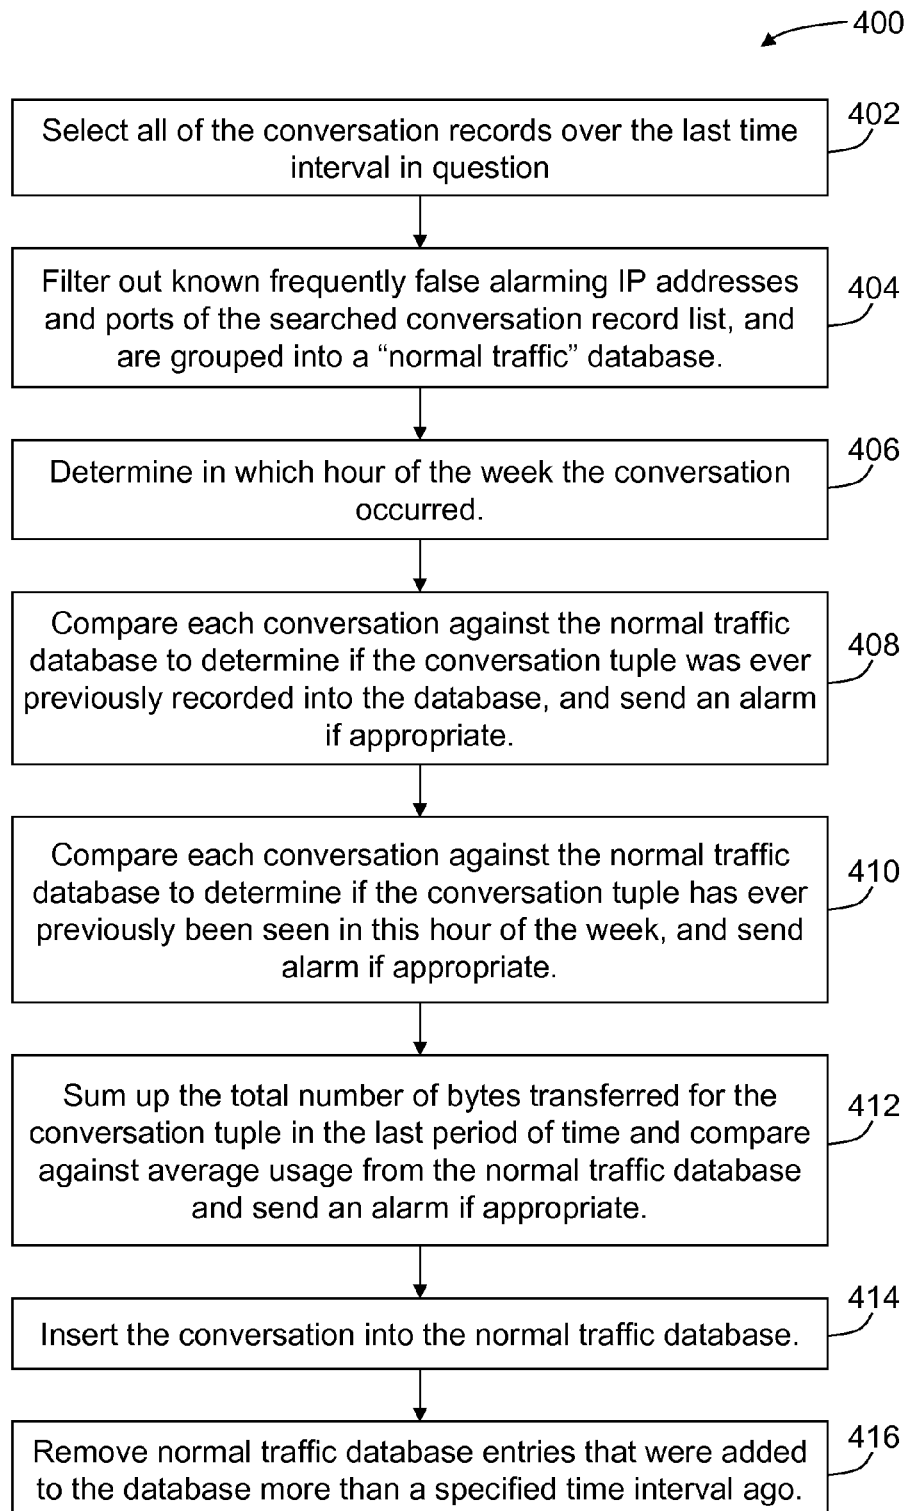 400
402
Select all of the conversation records over the last time
interval in question
404
Filter out known frequently false alarming IP addresses
and ports of the searched conversation record list, and
are grouped into a “normal traffic” database.
406
Determine in which hour of the week the conversation
occurred.
408
Compare each conversation against the normal traffic
database to determine if the conversation tuple was ever
previously recorded into the database, and send an alarm
if appropriate.
410
Compare each conversation against the normal traffic
database to determine if the conversation tuple has ever
previously been seen in this hour of the week, and send
alarm if appropriate.
412
Sum up the total number of bytes transferred for the
conversation tuple in the last period of time and compare
against average usage from the normal traffic database
and send an alarm if appropriate.
414
Insert the conversation into the normal traffic database.
416
Remove normal traffic database entries that were added
to the database more than a specified time interval ago.